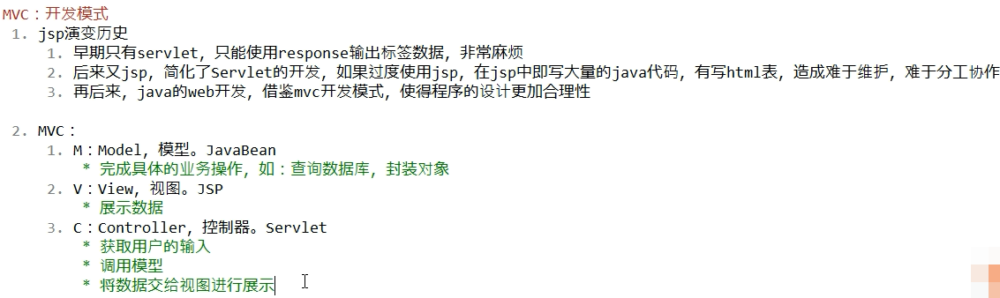 MVC：开发模式
1. jsp演变历史
1. 早期只有servlet，只能使用response输出标签数据，非常麻烦
2. 后来又jsp，简化了Servlet的开发，如果过度使用jsp，在jsp中即写大量的java代码，有写html表，造成难于维护，难于分工协作
3. 再后来，java的web开发，借鉴mvc开发模式，使得程序的设计更加合理性
2. MVC：
1. M：Model，模型。JavaBean
* 完成具体的业务操作，如：查询数据库，封装对象
2. V：View，视图。JSP
* 展示数据
3. C：Controller，控制器。Servlet
* 获取用户的输入
* 调用模型
* 将数据交给视图进行展示